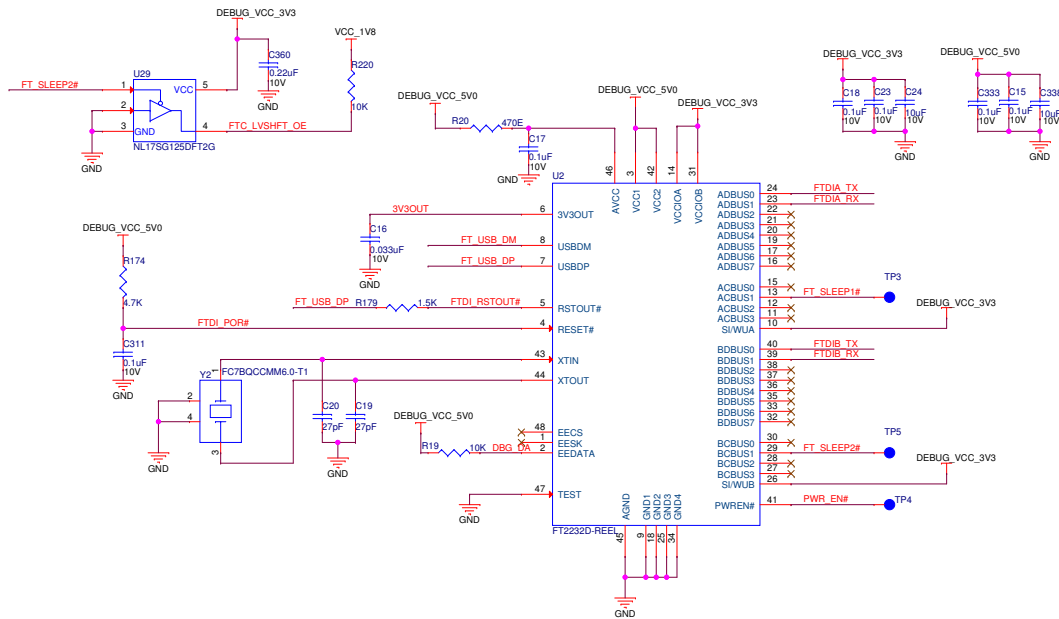 DEBUG_VCC_3V3
VCC_1V8
C360
0.22uF
10V
GND
U29
FT_SLEEP2#
1
2
3
VCC
5
GND
4
FTC_LVSHFT_OE
NL17SG125DFT2G
GND
R220
10K
DEBUG_VCC_5V0
R20
470E
C17
0.1uF
10V
GND
DEBUG_VCC_5V0
DEBUG_VCC_3V3
DEBUG_VCC_3V3
C18
0.1uF
10V
C23
0.1uF
10V
C24
10uF
10V
GND
DEBUG_VCC_5V0
C333
0.1uF
10V
C15
0.1uF
10V
C338
10uF
10V
GND
U2
46
3
42
14
31
AVCC
VCC1
VCC2
VCCIOA
VCCIOB
3V3OUT
6
3V3OUT
C16
0.033uF
10V
GND
FT_USB_DM
8
USBDM
FT_USB_DP
7
USBDP
FT_USB_DP
R179
1.5K
FTDI_RSTOUT#
5
RSTOUT#
DEBUG_VCC_5V0
R174
4.7K
FTDI_POR#
4
RESET#
C311
0.1uF
10V
GND
43
XTIN
44
XTOUT
Y2
FC7BQCCMM6.0-T1
1
2
4
3
GND
C20
27pF
C19
27pF
GND
DEBUG_VCC_5V0
R19
10K
DBG_DA
48
EECS
1
EESK
2
EEDATA
47
TEST
GND
ADBUS0
24
FTDIA_TX
ADBUS1
23
FTDIA_RX
ADBUS2
22
ADBUS3
21
ADBUS4
20
ADBUS5
19
ADBUS6
17
ADBUS7
16
ACBUS0
15
ACBUS1
13
FT_SLEEP1#
TP3
ACBUS2
12
ACBUS3
11
SI/WUA
10
DEBUG_VCC_3V3
BDBUS0
40
FTDIB_TX
BDBUS1
39
FTDIB_RX
BDBUS2
38
BDBUS3
37
BDBUS4
36
BDBUS5
35
BDBUS6
33
BDBUS7
32
BCBUS0
30
BCBUS1
29
FT_SLEEP2#
TP5
BCBUS2
28
BCBUS3
27
SI/WUB
26
DEBUG_VCC_3V3
PWREN#
41
PWR_EN#
TP4
AGND
GND1
GND2
GND3
GND4
FT2232D-REEL
45
9
18
25
34
GND